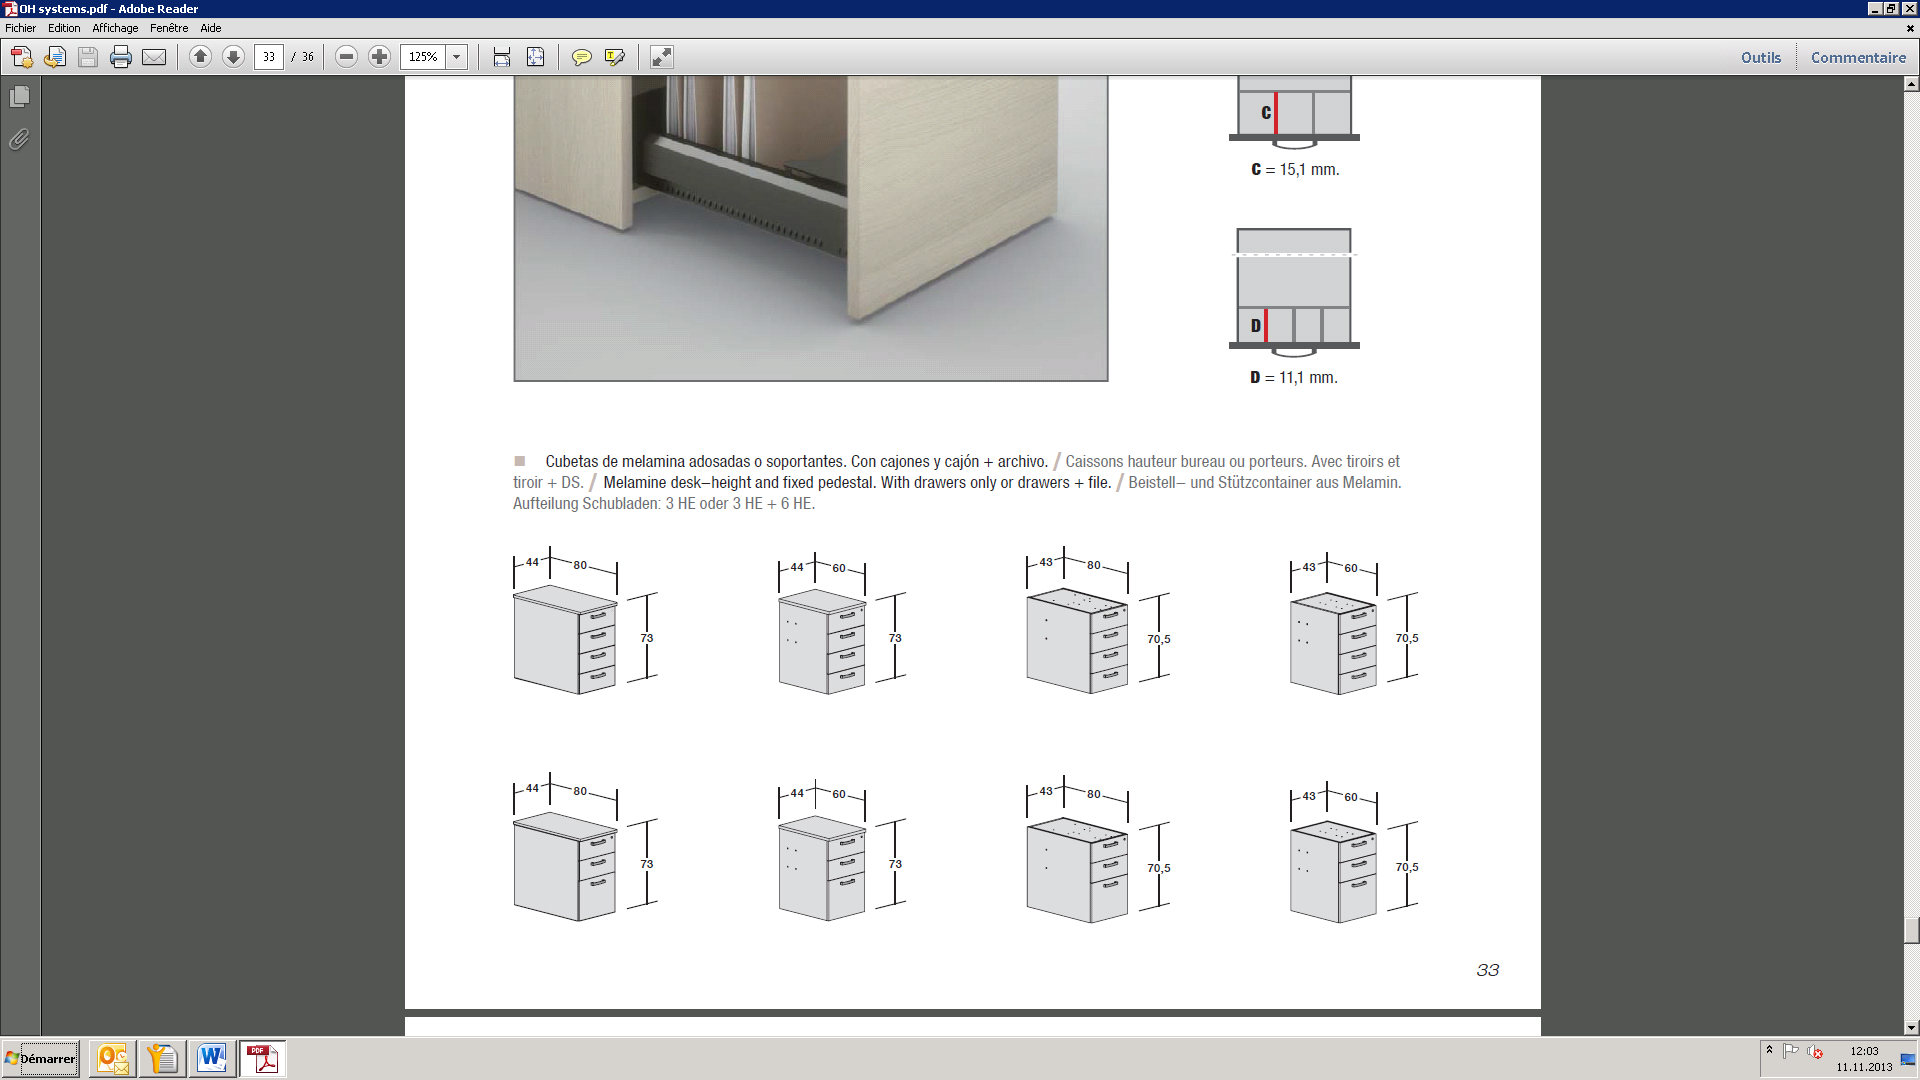 OH systems.pdf - Adobe Reader
Fichier Edition Affichage Fenêtre Aide
33 / 36 125% Outils Commentaire
C
C = 15,1 mm.
D
D = 11,1 mm.
Cubetas de melamina adosadas o soportantes. Con cajones y cajón + archivo. / Caissons hauteur bureau ou porteurs. Avec tiroirs et
tiroir + DS. / Melamine desk–height and fixed pedestal. With drawers only or drawers + file. / Beistell– und Stützcontainer aus Melamin.
Aufteilung Schubladen: 3 HE oder 3 HE + 6 HE.
44 80 44 60 43 80 43 60
73 73 70,5 70,5
44 80 44 60 43 80 43 60
73 73 70,5 70,5
33
Démarrer
12:03
11.11.2013